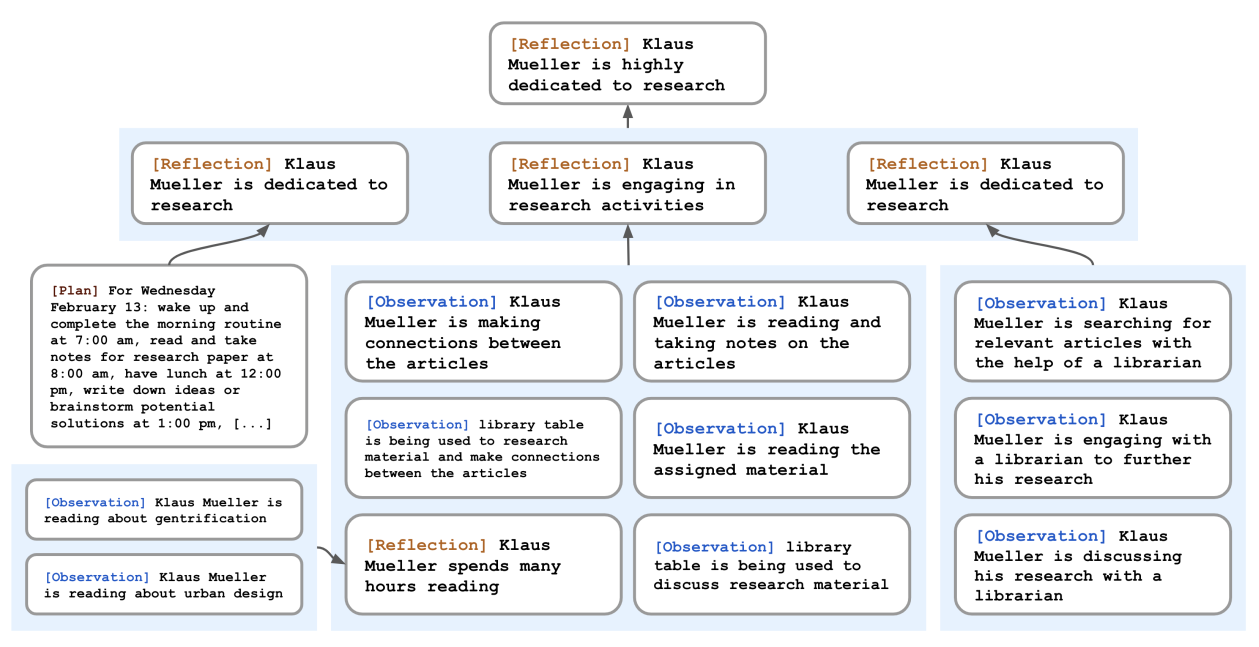 [Reflection] Klaus
Mueller is highly
dedicated to research
[Reflection] Klaus
Mueller is dedicated to
research
[Reflection] Klaus
Mueller is engaging in
research activities
[Reflection] Klaus
Mueller is dedicated to
research
[Plan] For Wednesday
February 13: wake up and
complete the morning routine
at 7:00 am, read and take
notes for research paper at
8:00 am, have lunch at 12:00
pm, write down ideas or
brainstorm potential
solutions at 1:00 pm, [...]
[Observation] Klaus Mueller is
reading about gentrification
[Observation] Klaus Mueller
is reading about urban design
[Observation] Klaus
Mueller is making
connections between
the articles
[Observation] Klaus
Mueller is reading and
taking notes on the
articles
[Observation] library table
is being used to research
material and make connections
between the articles
[Observation] Klaus
Mueller is reading the
assigned material
[Reflection] Klaus
Mueller spends many
hours reading
[Observation] library
table is being used to
discuss research material
[Observation] Klaus
Mueller is searching for
relevant articles with
the help of a librarian
[Observation] Klaus
Mueller is engaging with
a librarian to further
his research
[Observation] Klaus
Mueller is discussing
his research with a
librarian